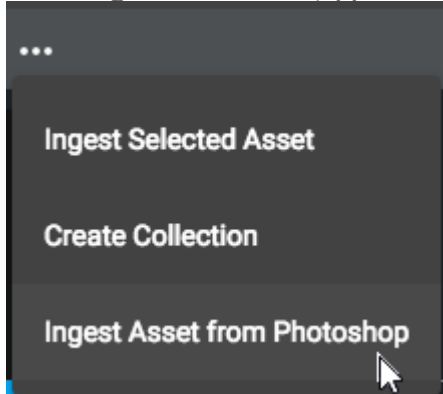 ...
Ingest Selected Asset
Create Collection
Ingest Asset from Photoshop